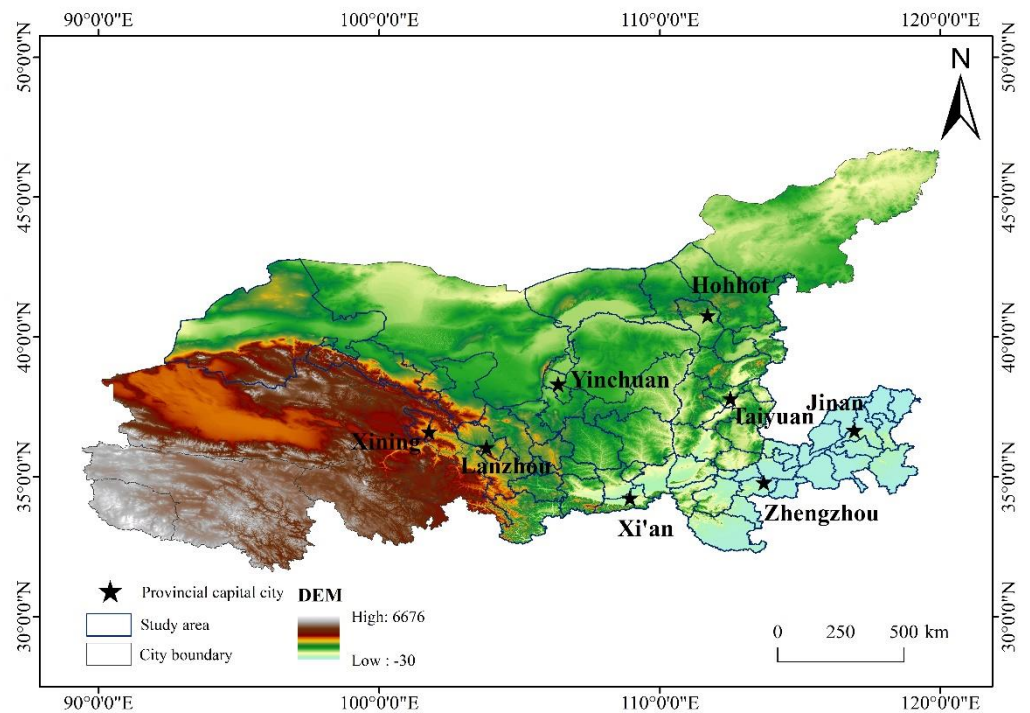 90°0'0"E 100°0'0"E 110°0'0"E 120°0'0"E
50°0'0"N 50°0'0"N
N
45°0'0"N 45°0'0"N
Hohhot
40°0'0"N 40°0'0"N
Yinchuan
Taiyuan
Jinan
Xining
Lanzhou
35°0'0"N 35°0'0"N
Zhengzhou
Xi'an
30°0'0"N 30°0'0"N
Provincial capital city
Study area
City boundary
DEM
High: 6676
Low : -30
0 250 500 km
90°0'0"E 100°0'0"E 110°0'0"E 120°0'0"E